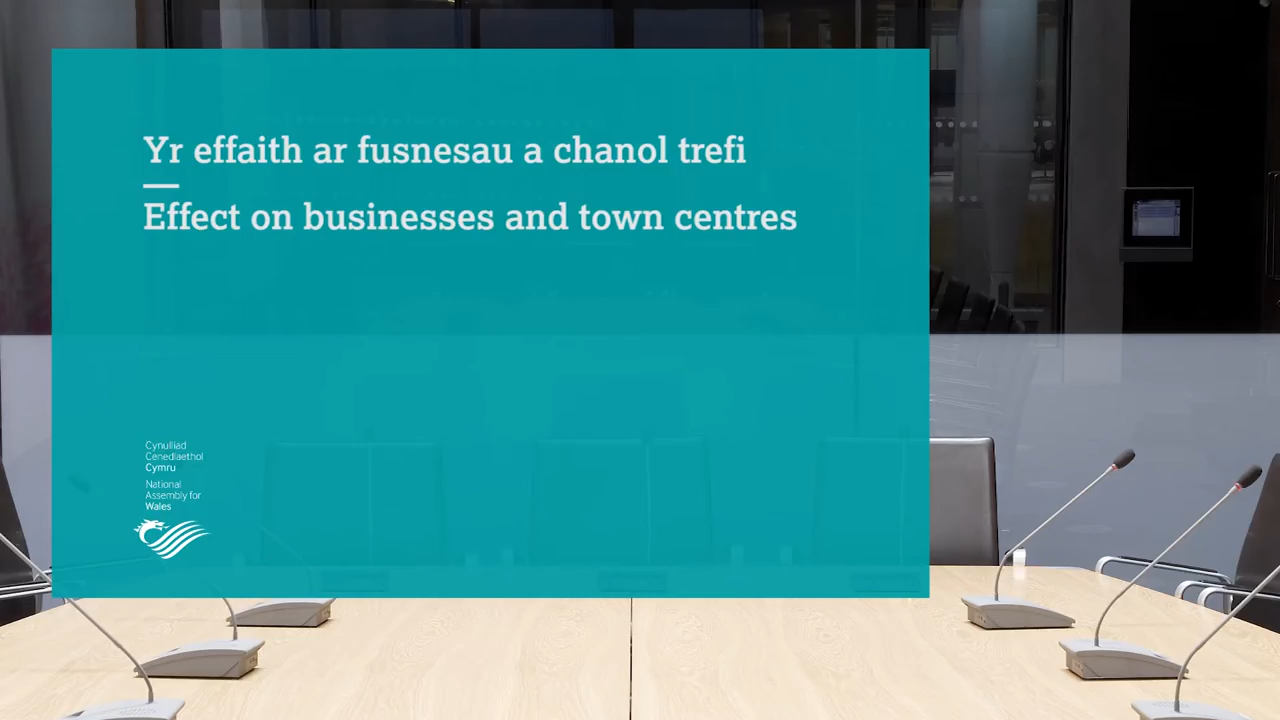 Yr effaith ar fusnesau a chanol trefi
Effect on businesses and town centres
Cynulliad
Cenedlaethol
Cymru
National
Assembly for
Wales